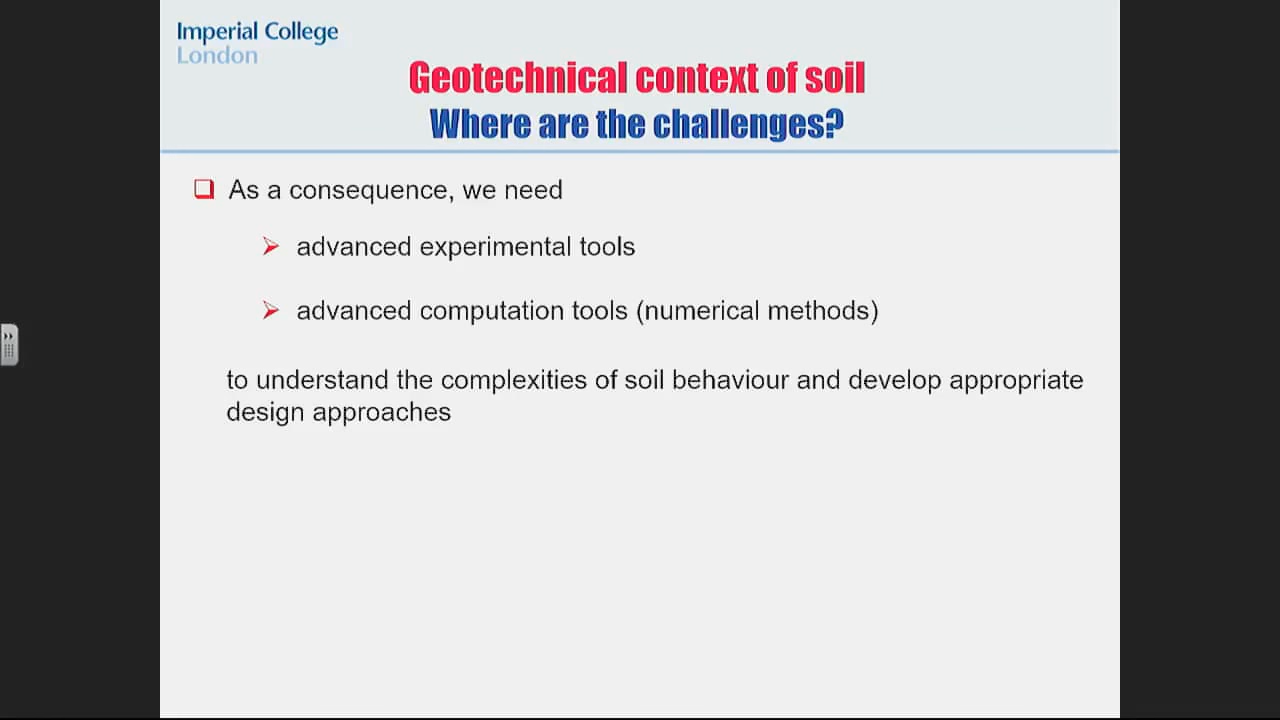 Imperial College
London
Geotechnical context of soil
Where are the challenges?
As a consequence, we need
advanced experimental tools
advanced computation tools (numerical methods)
to understand the complexities of soil behaviour and develop appropriate
design approaches